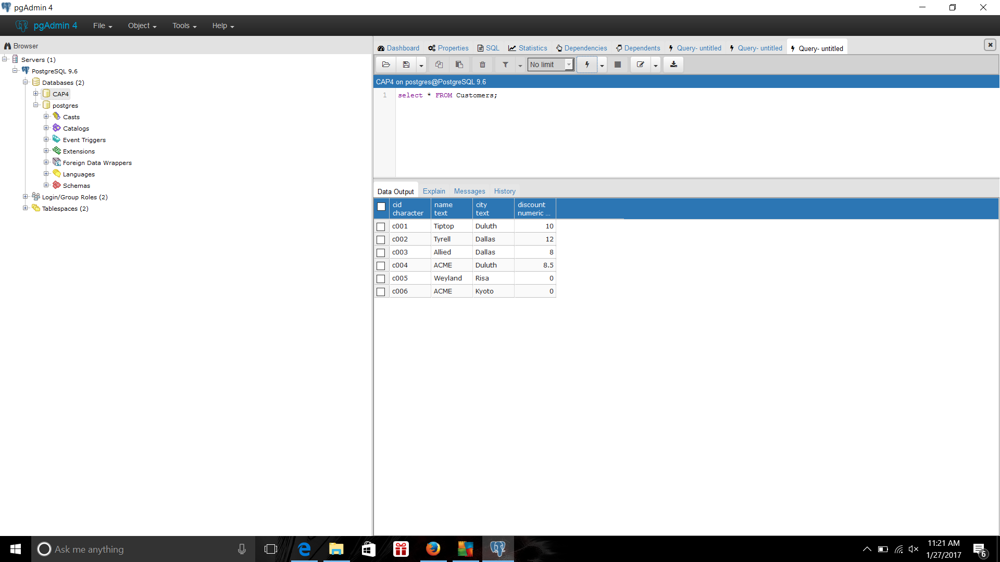 pgAdmin 4
pgAdmin 4 File Object Tools Help
Browser
Servers (1)
PostgreSQL 9.6
Databases (2)
CAP4
postgres
Casts
Catalogs
Event Triggers
Extensions
Foreign Data Wrappers
Languages
Schemas
Login/Group Roles (2)
Tablespaces (2)
Dashboard Properties SQL Statistics Dependencies Dependents Query- untitled Query- untitled Query- untitled
No limit
CAP4 on postgres@PostgreSQL 9.6
1 select * FROM Customers;
Data Output Explain Messages History
cid name city discount
character text text numeric ...
c001 Tiptop Duluth 10
c002 Tyrell Dallas 12
c003 Allied Dallas 8
c004 ACME Duluth 8.5
c005 Weyland Risa 0
c006 ACME Kyoto 0
Ask me anything
11:21 AM
1/27/2017
6